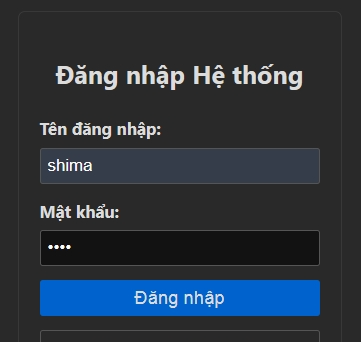 Đăng nhập Hệ thống
Tên đăng nhập:
shima
Mật khẩu:
••••
Đăng nhập